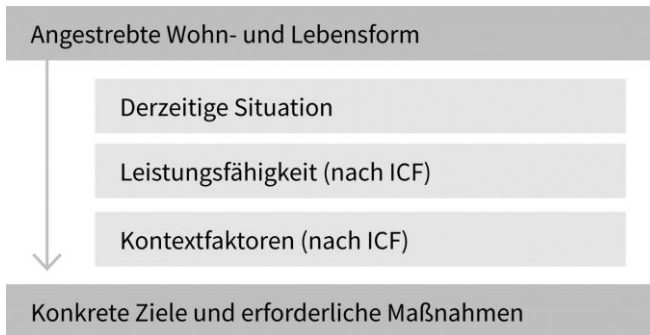 Angestrebte Wohn- und Lebensform
Derzeitige Situation
Leistungsfähigkeit (nach ICF)
Kontextfaktoren (nach ICF)
Konkrete Ziele und erforderliche Maßnahmen